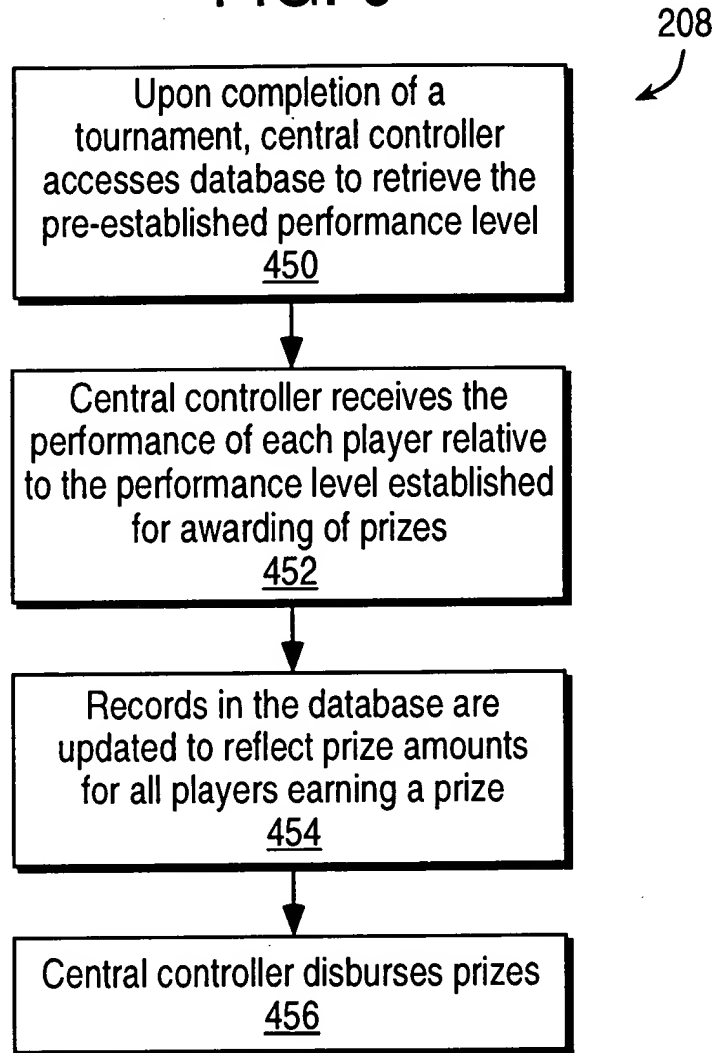 208
Upon completion of a
tournament, central controller
accesses database to retrieve the
pre-established performance level
450
Central controller receives the
performance of each player relative
to the performance level established
for awarding of prizes
452
Records in the database are
updated to reflect prize amounts
for all players earning a prize
454
Central controller disburses prizes
456